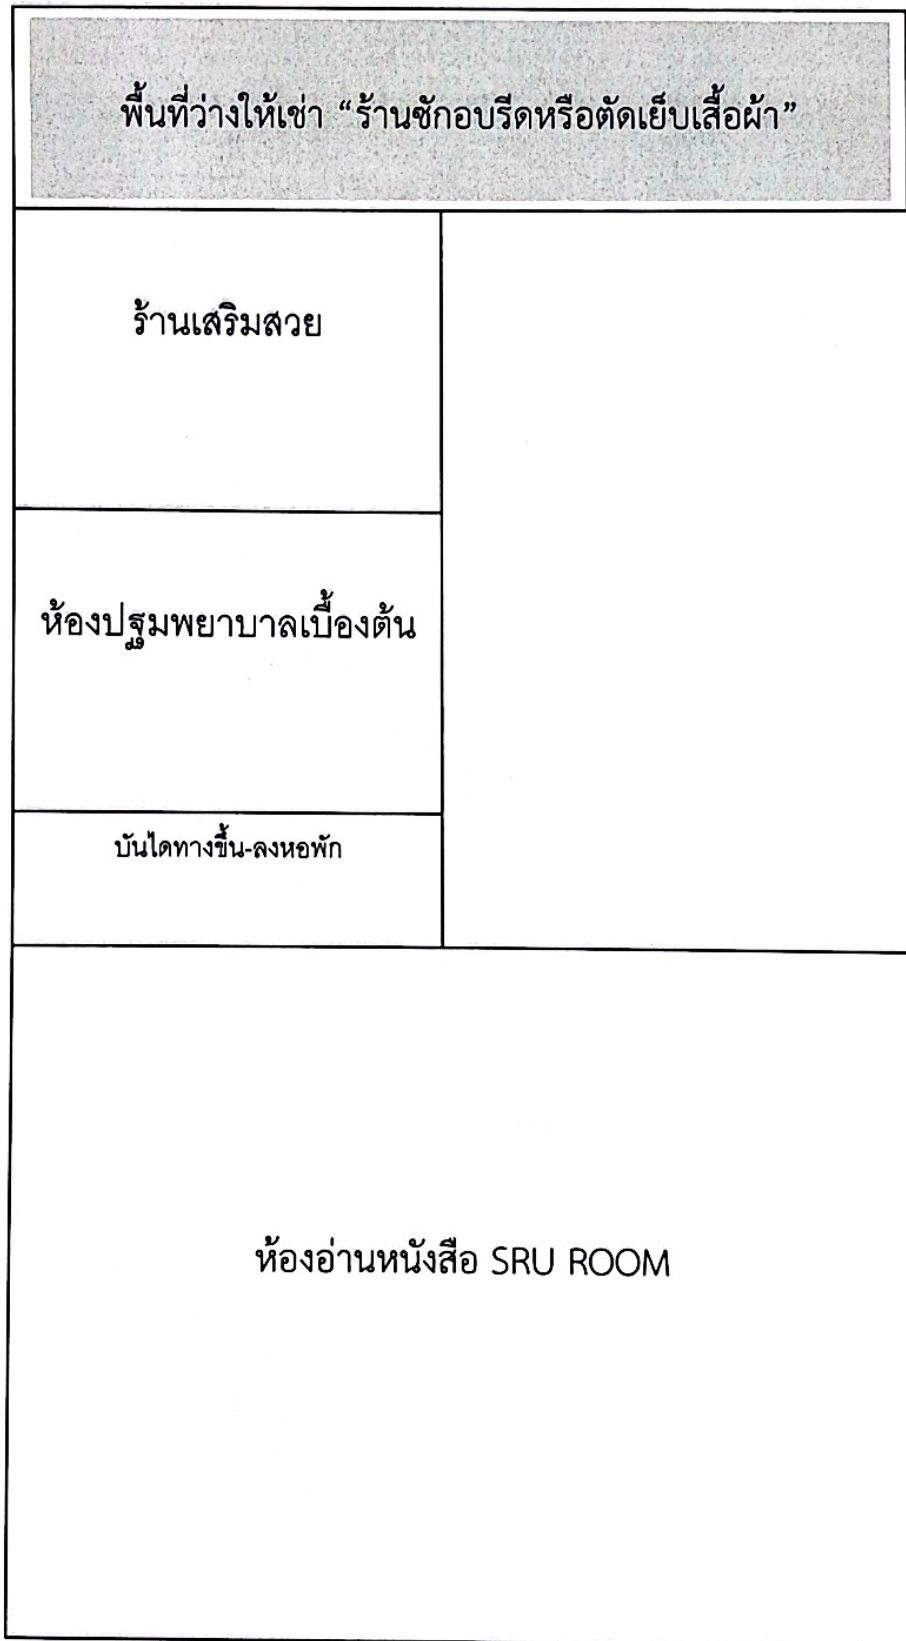 พื้นที่ว่างให้เช่า “ร้านซักอบรีดหรือตัดเย็บเสื้อผ้า”
ร้านเสริมสวย
ห้องปฐมพยาบาลเบื้องต้น
บันไดทางขึ้น-ลงหอพัก
ห้องอ่านหนังสือ SRU ROOM